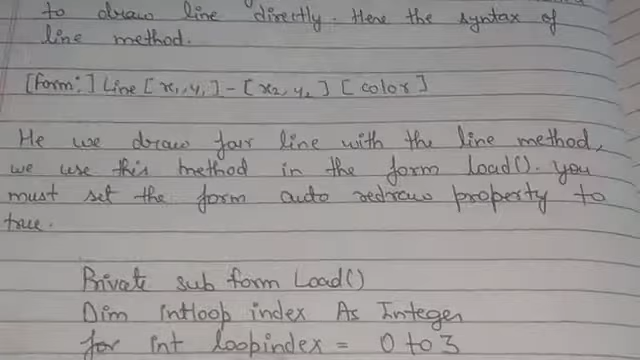 to draw line directly. Here the syntax of
line method.
[form:] Line [x1, y1] - [x2, y2] [color]
He we draw fair line with the line method,
we use this method in the form Load(). you
must set the form auto redraw property to
true.
Private sub form Load()
Dim intloop index As Integer
for int loopindex = 0 to 3